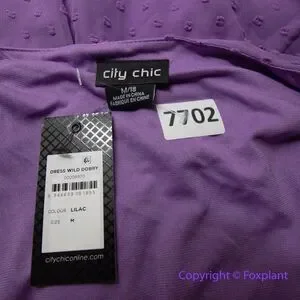 city chic
M/18
MADE IN CHINA
FABRIQUÉ EN CHINE
7702
DRESS WILD DOBBY
COLOUR LILAC
SIZE M
citychiconline.com
Copyright © Foxplant